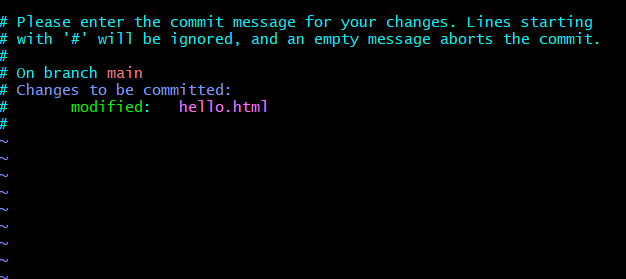 # Please enter the commit message for your changes. Lines starting
# with '#' will be ignored, and an empty message aborts the commit.
#
# On branch main
# Changes to be committed:
#       modified:   hello.html
#
~
~
~
~
~
~
~
~
~